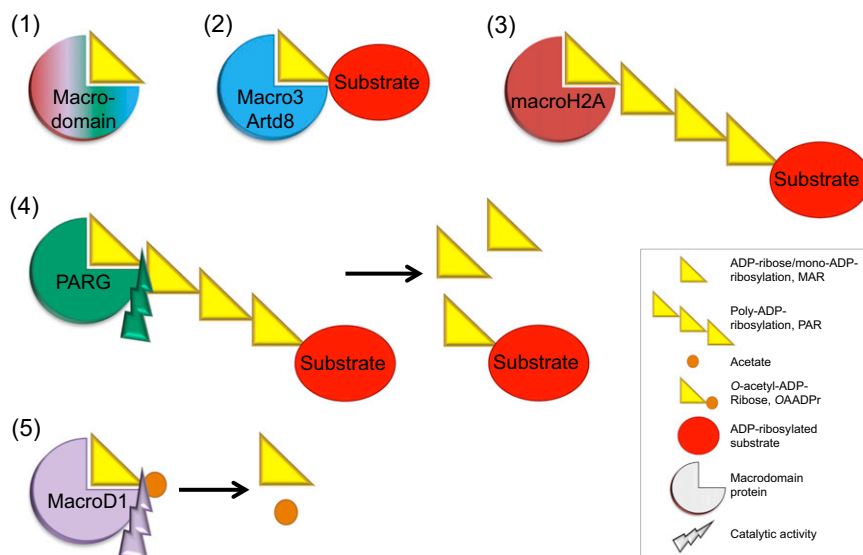 (1)
Macro-
domain
(2)
Macro3
Artd8
Substrate
(3)
macroH2A
Substrate
(4)
PARG
Substrate
Substrate
(5)
MacroD1
ADP-ribose/mono-ADP-
ribosylation, MAR
Poly-ADP-
ribosylation, PAR
Acetate
O-acetyl-ADP-
Ribose, OAADPr
ADP-ribosylated
substrate
Macrodomain
protein
Catalytic activity